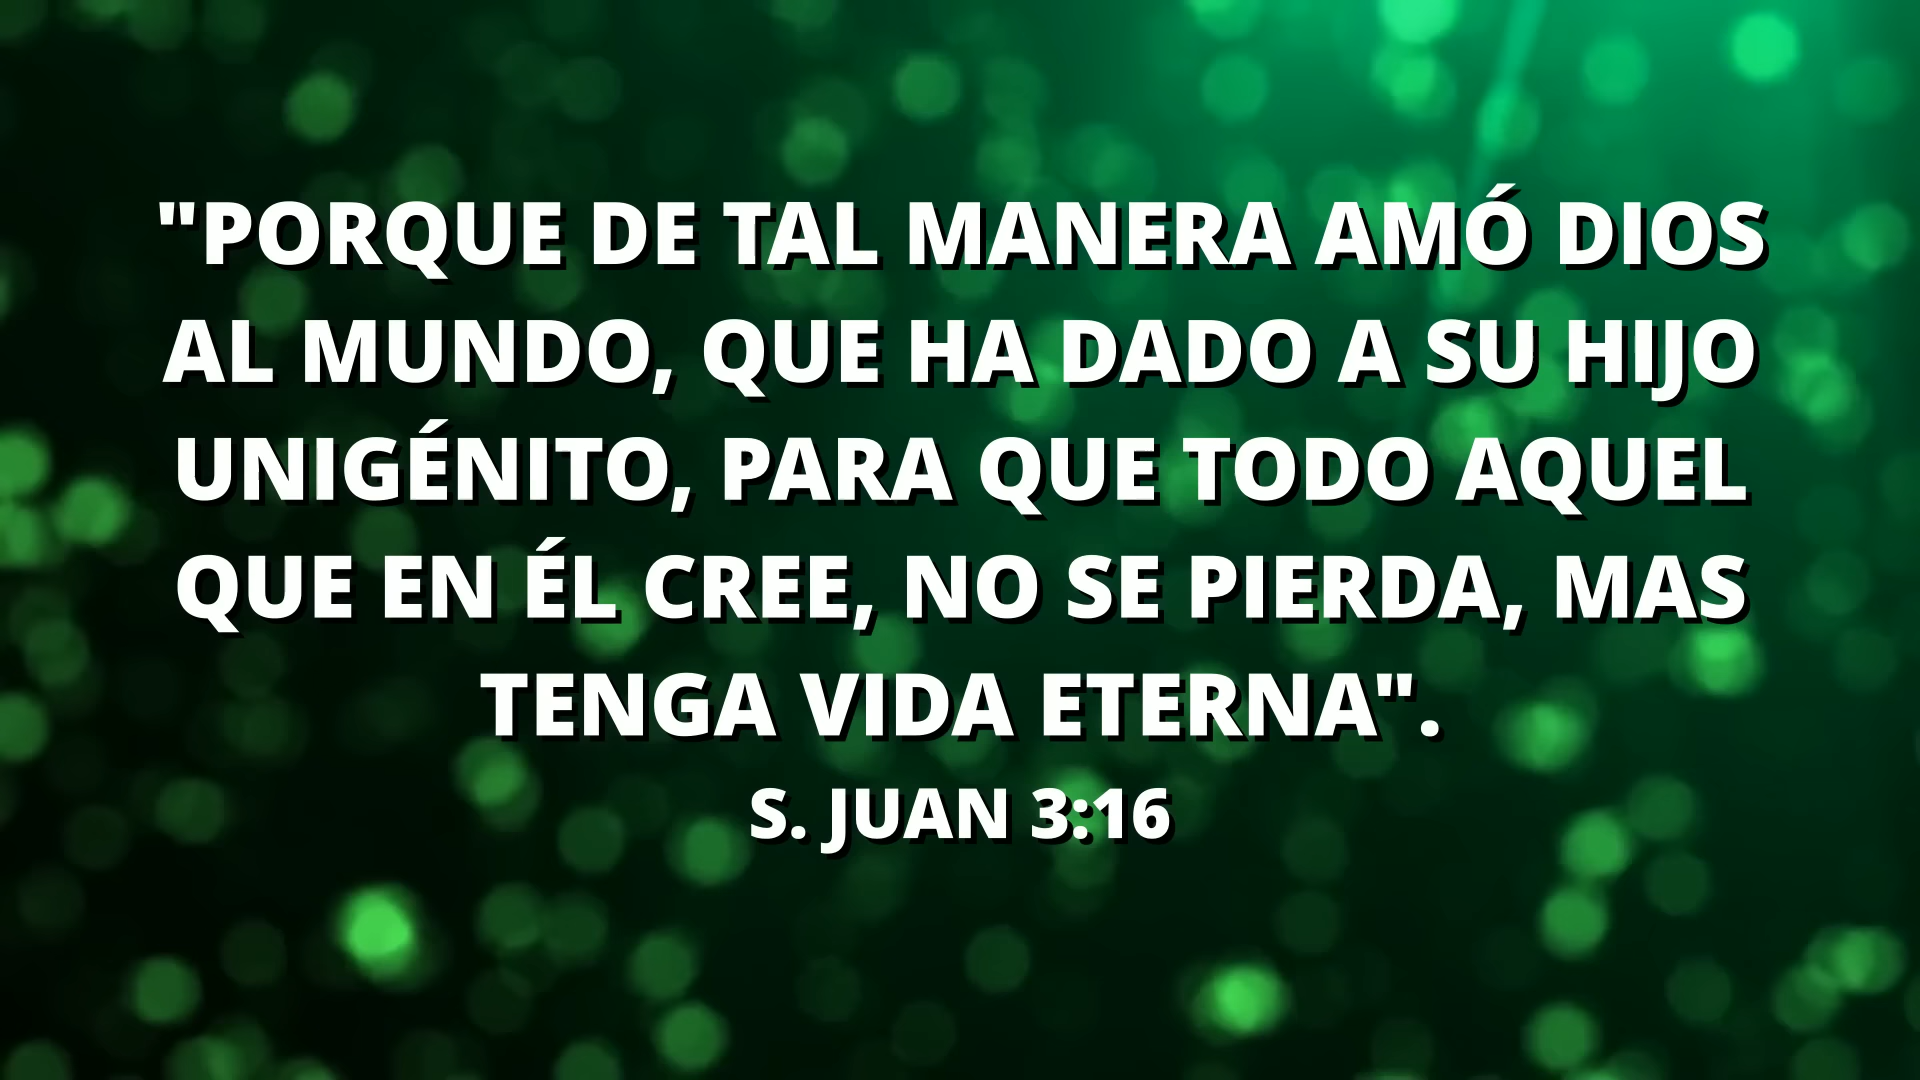 "PORQUE DE TAL MANERA AMÓ DIOS
AL MUNDO, QUE HA DADO A SU HIJO
UNIGÉNITO, PARA QUE TODO AQUEL
QUE EN ÉL CREE, NO SE PIERDA, MAS
TENGA VIDA ETERNA".
S. JUAN 3:16